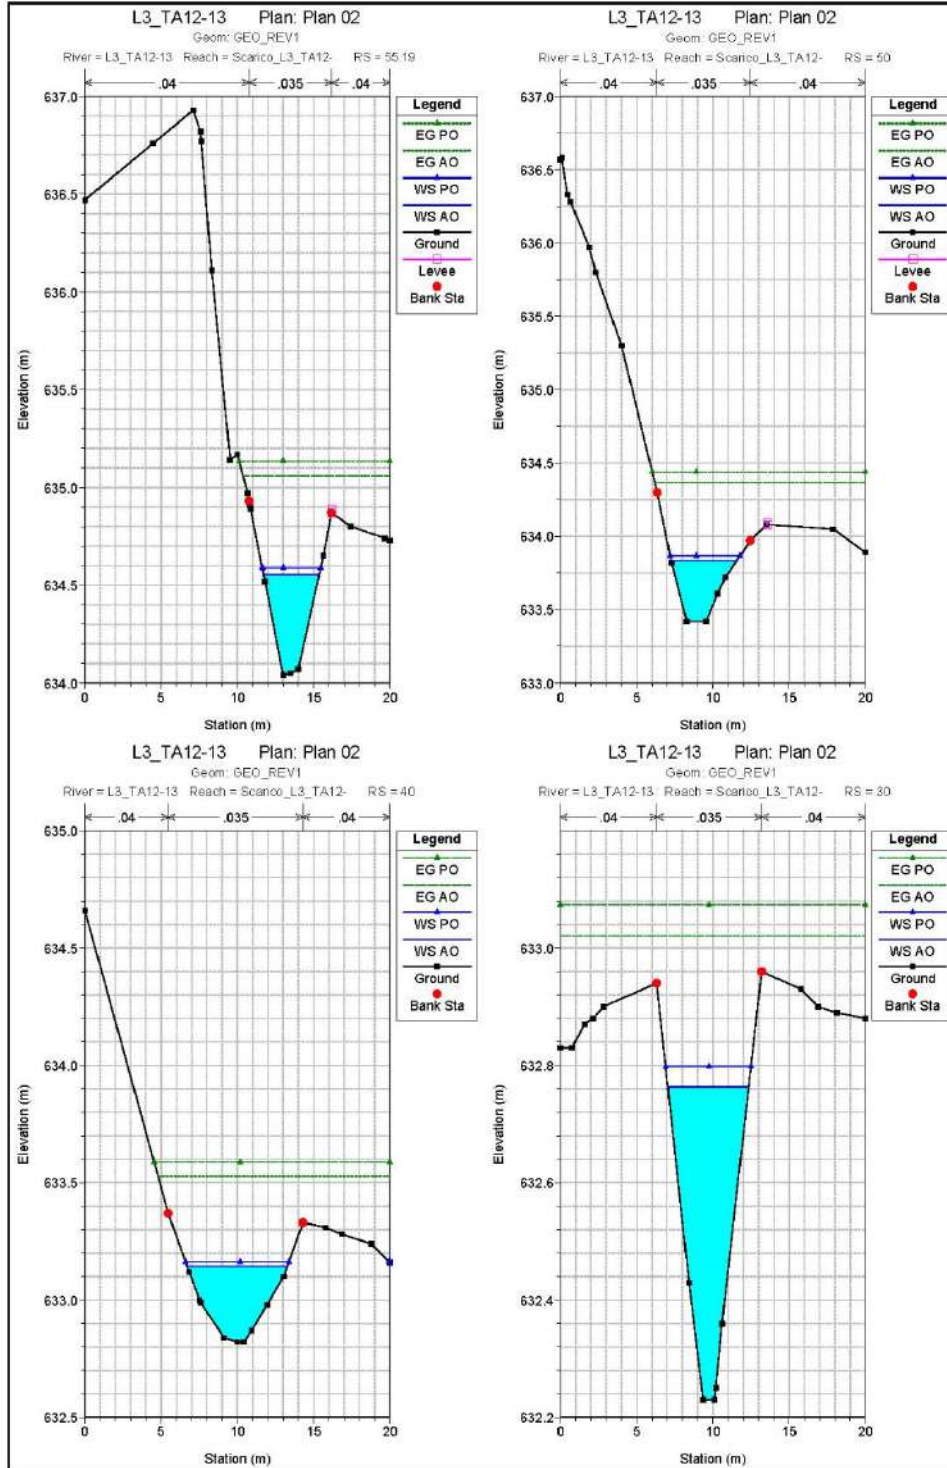 L3_TA12-13 Plan: Plan 02
Geom: GEO_REV1
River = L3_TA12-13 Reach = Scarico_L3_TA12- RS = 55.19
.04 .035 .04
637.0
636.5
636.0
635.5
635.0
634.5
634.0
Elevation (m)
0 5 10 15 20
Station (m)
Legend
EG PO
EG AO
WS PO
WS AO
Ground
Levee
Bank Sta
L3_TA12-13 Plan: Plan 02
Geom: GEO_REV1
River = L3_TA12-13 Reach = Scarico_L3_TA12- RS = 50
.04 .035 .04
637.0
636.5
636.0
635.5
635.0
634.5
634.0
633.5
633.0
Elevation (m)
0 5 10 15 20
Station (m)
Legend
EG PO
EG AO
WS PO
WS AO
Ground
Levee
Bank Sta
L3_TA12-13 Plan: Plan 02
Geom: GEO_REV1
River = L3_TA12-13 Reach = Scarico_L3_TA12- RS = 40
.04 .035 .04
635.0
634.5
634.0
633.5
633.0
632.5
Elevation (m)
0 5 10 15 20
Station (m)
Legend
EG PO
EG AO
WS PO
WS AO
Ground
Bank Sta
L3_TA12-13 Plan: Plan 02
Geom: GEO_REV1
River = L3_TA12-13 Reach = Scarico_L3_TA12- RS = 30
.04 .035 .04
633.0
632.8
632.6
632.4
632.2
Elevation (m)
0 5 10 15 20
Station (m)
Legend
EG PO
EG AO
WS PO
WS AO
Ground
Bank Sta